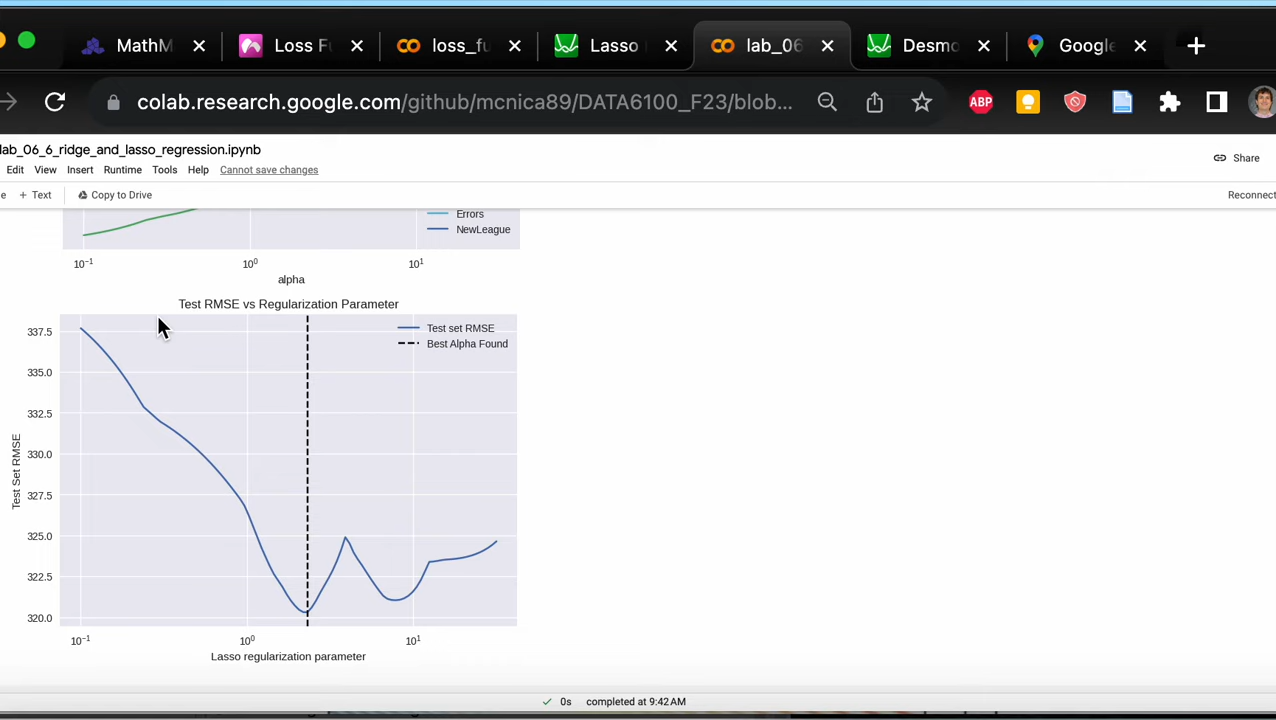 MathM
Loss Fu
loss_fu
Lasso
lab_06
Desmo
Google
colab.research.google.com/github/mcnica89/DATA6100_F23/blob...
ABP
lab_06_6_ridge_and_lasso_regression.ipynb
Share
Edit View Insert Runtime Tools Help Cannot save changes
+ Text Copy to Drive Reconnect
Errors
NewLeague
10⁻¹ 10⁰ 10¹
alpha
Test RMSE vs Regularization Parameter
Test set RMSE
Best Alpha Found
337.5
335.0
332.5
330.0
327.5
325.0
322.5
320.0
Test Set RMSE
10⁻¹ 10⁰ 10¹
Lasso regularization parameter
0s completed at 9:42 AM